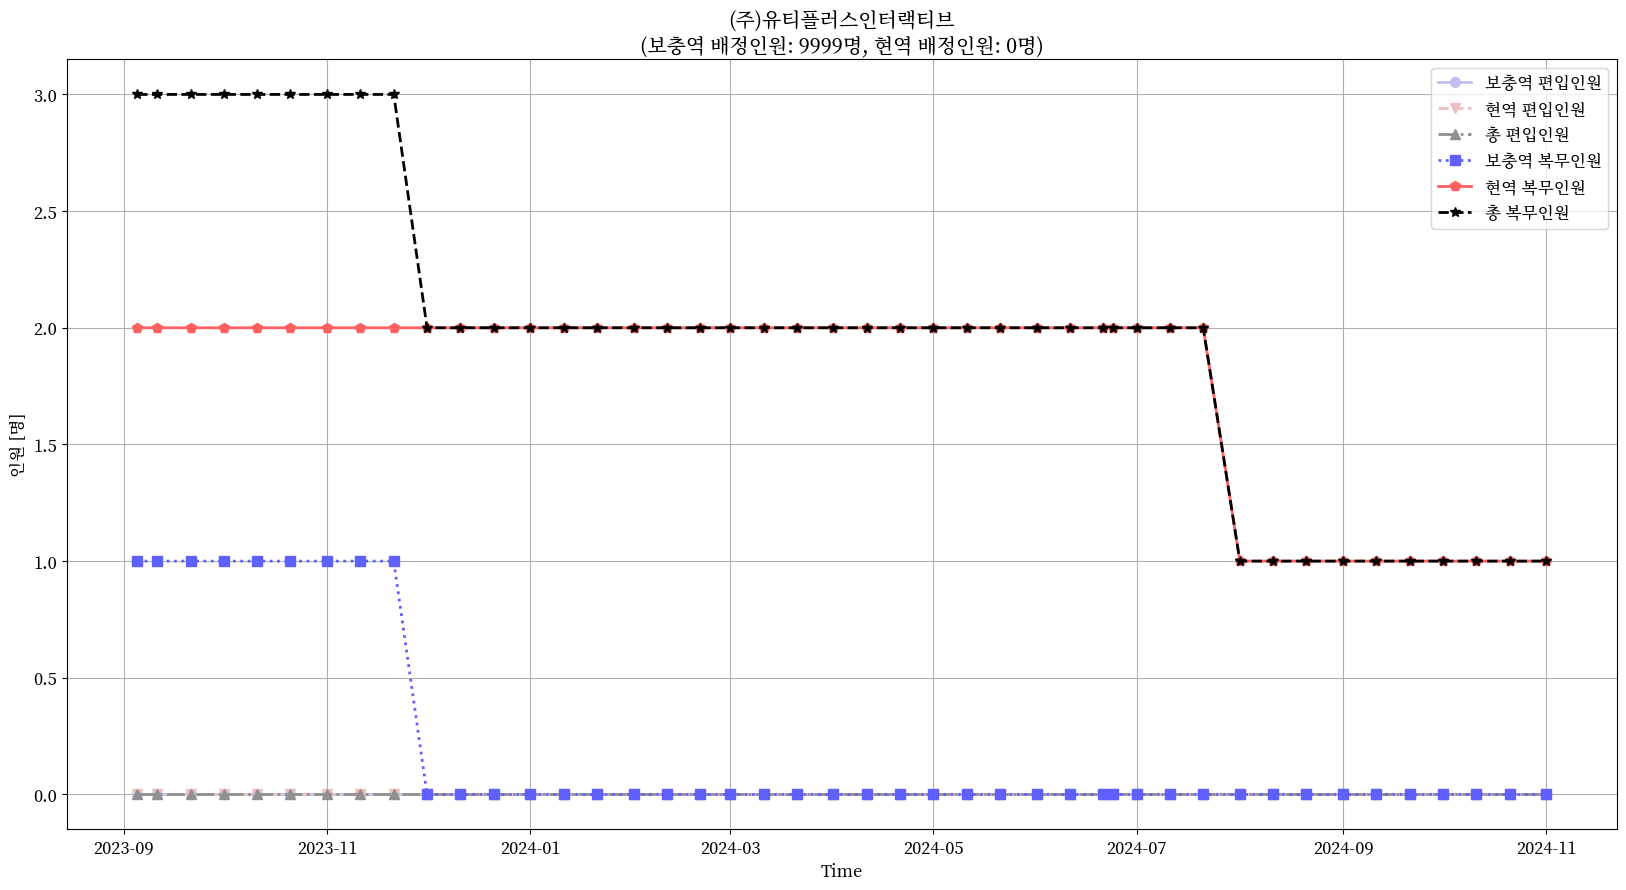 (주)유티플러스인터랙티브
(보충역 배정인원: 9999명, 현역 배정인원: 0명)
보충역 편입인원
현역 편입인원
총 편입인원
보충역 복무인원
현역 복무인원
총 복무인원
인원 [명]
3.0
2.5
2.0
1.5
1.0
0.5
0.0
2023-09
2023-11
2024-01
2024-03
2024-05
2024-07
2024-09
2024-11
Time